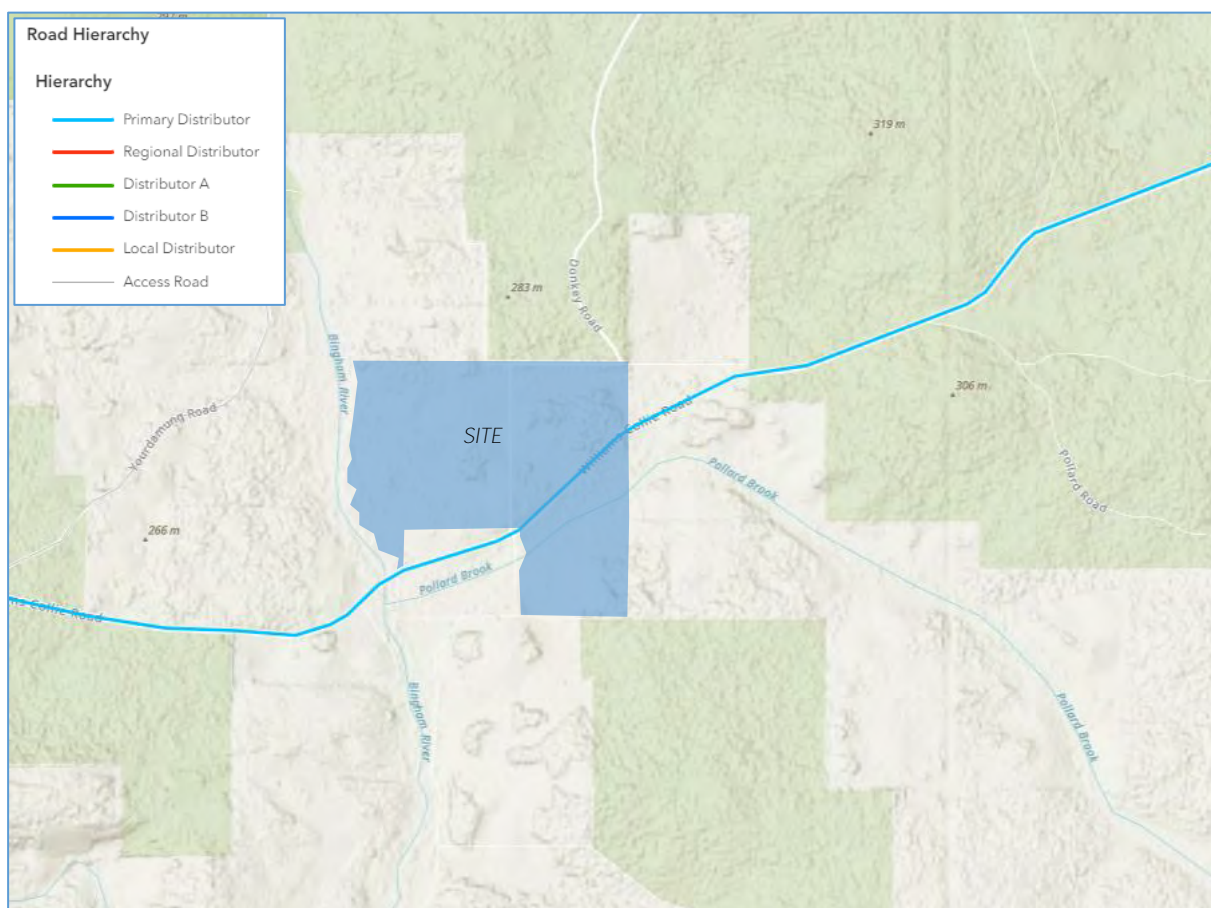 Road Hierarchy
Hierarchy
Primary Distributor
Regional Distributor
Distributor A
Distributor B
Local Distributor
Access Road
319 m
283 m
Donkey Road
Bingham River
306 m
Williams Collie Road
Yourdamung Road
SITE
Pollard Brook
Pollard Road
266 m
Pollard Brook
ms Collie Road
Bingham River
Pollard Brook